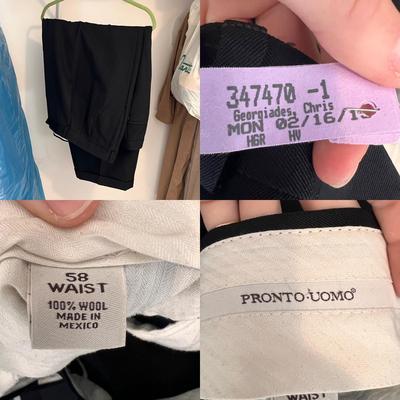 347470 -1
Georgiades, Chris
MON 02/16/1
HGR HV
58
WAIST
100% WOOL
MADE IN
MEXICO
PRONTO·UOMO®
WAIST